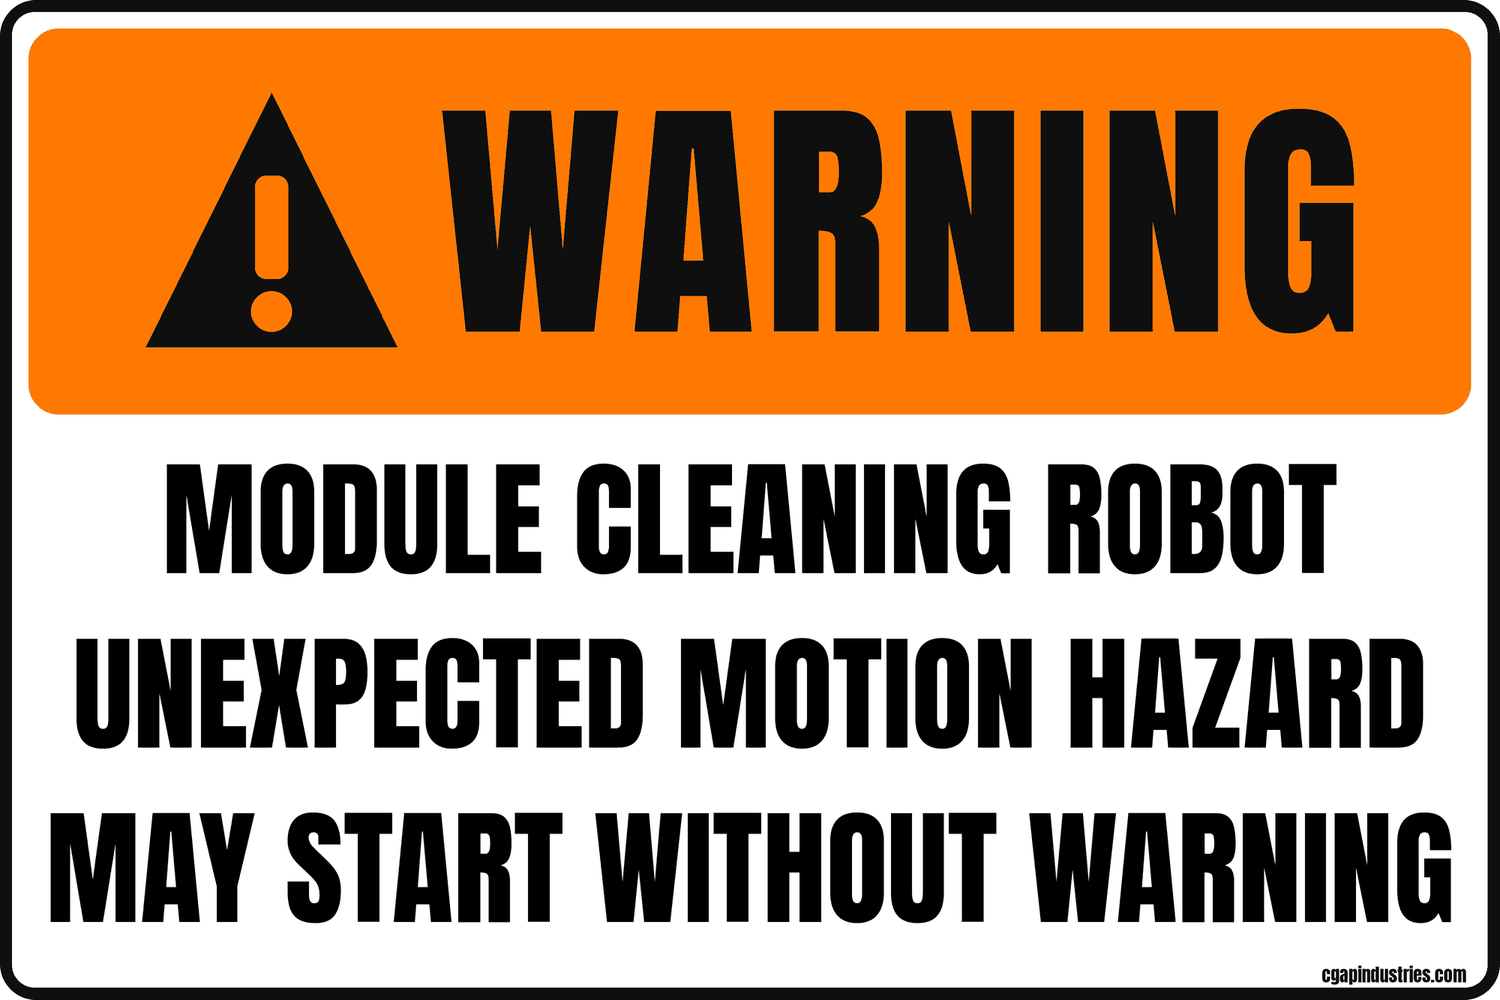 WARNING
MODULE CLEANING ROBOT
UNEXPECTED MOTION HAZARD
MAY START WITHOUT WARNING
cgapindustries.com